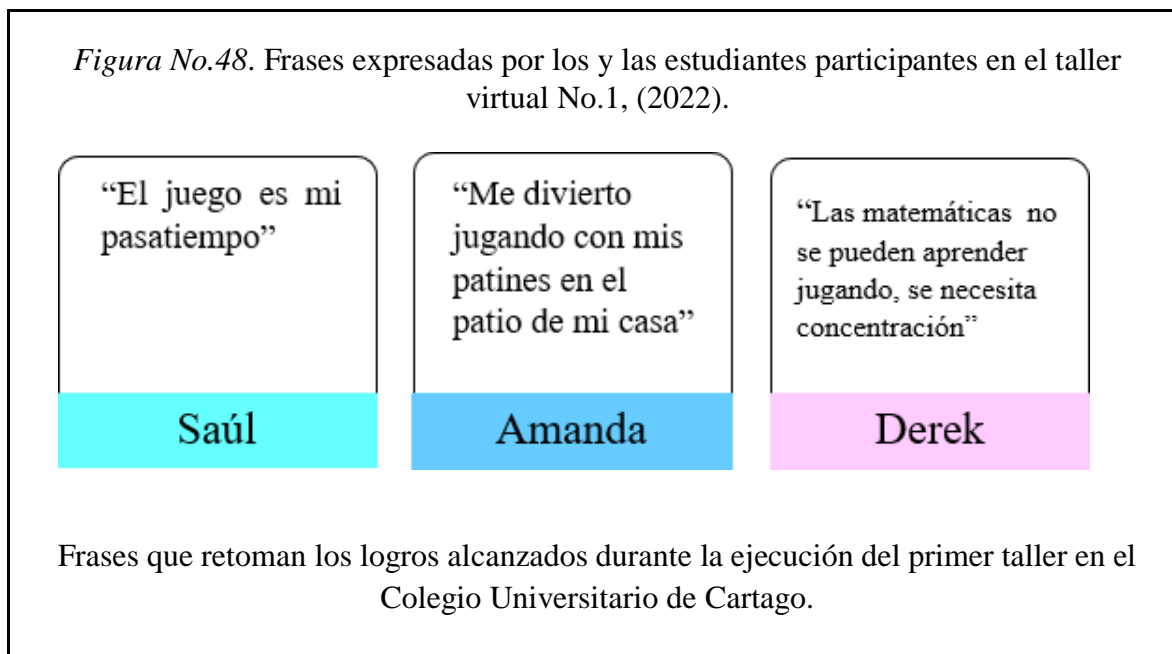 Figura No.48. Frases expresadas por los y las estudiantes participantes en el taller
virtual No.1, (2022).
“El juego es mi
pasatiempo”
Saúl
“Me divierto
jugando con mis
patines en el
patio de mi casa”
Amanda
“Las matemáticas no
se pueden aprender
jugando, se necesita
concentración”
Derek
Frases que retoman los logros alcanzados durante la ejecución del primer taller en el
Colegio Universitario de Cartago.